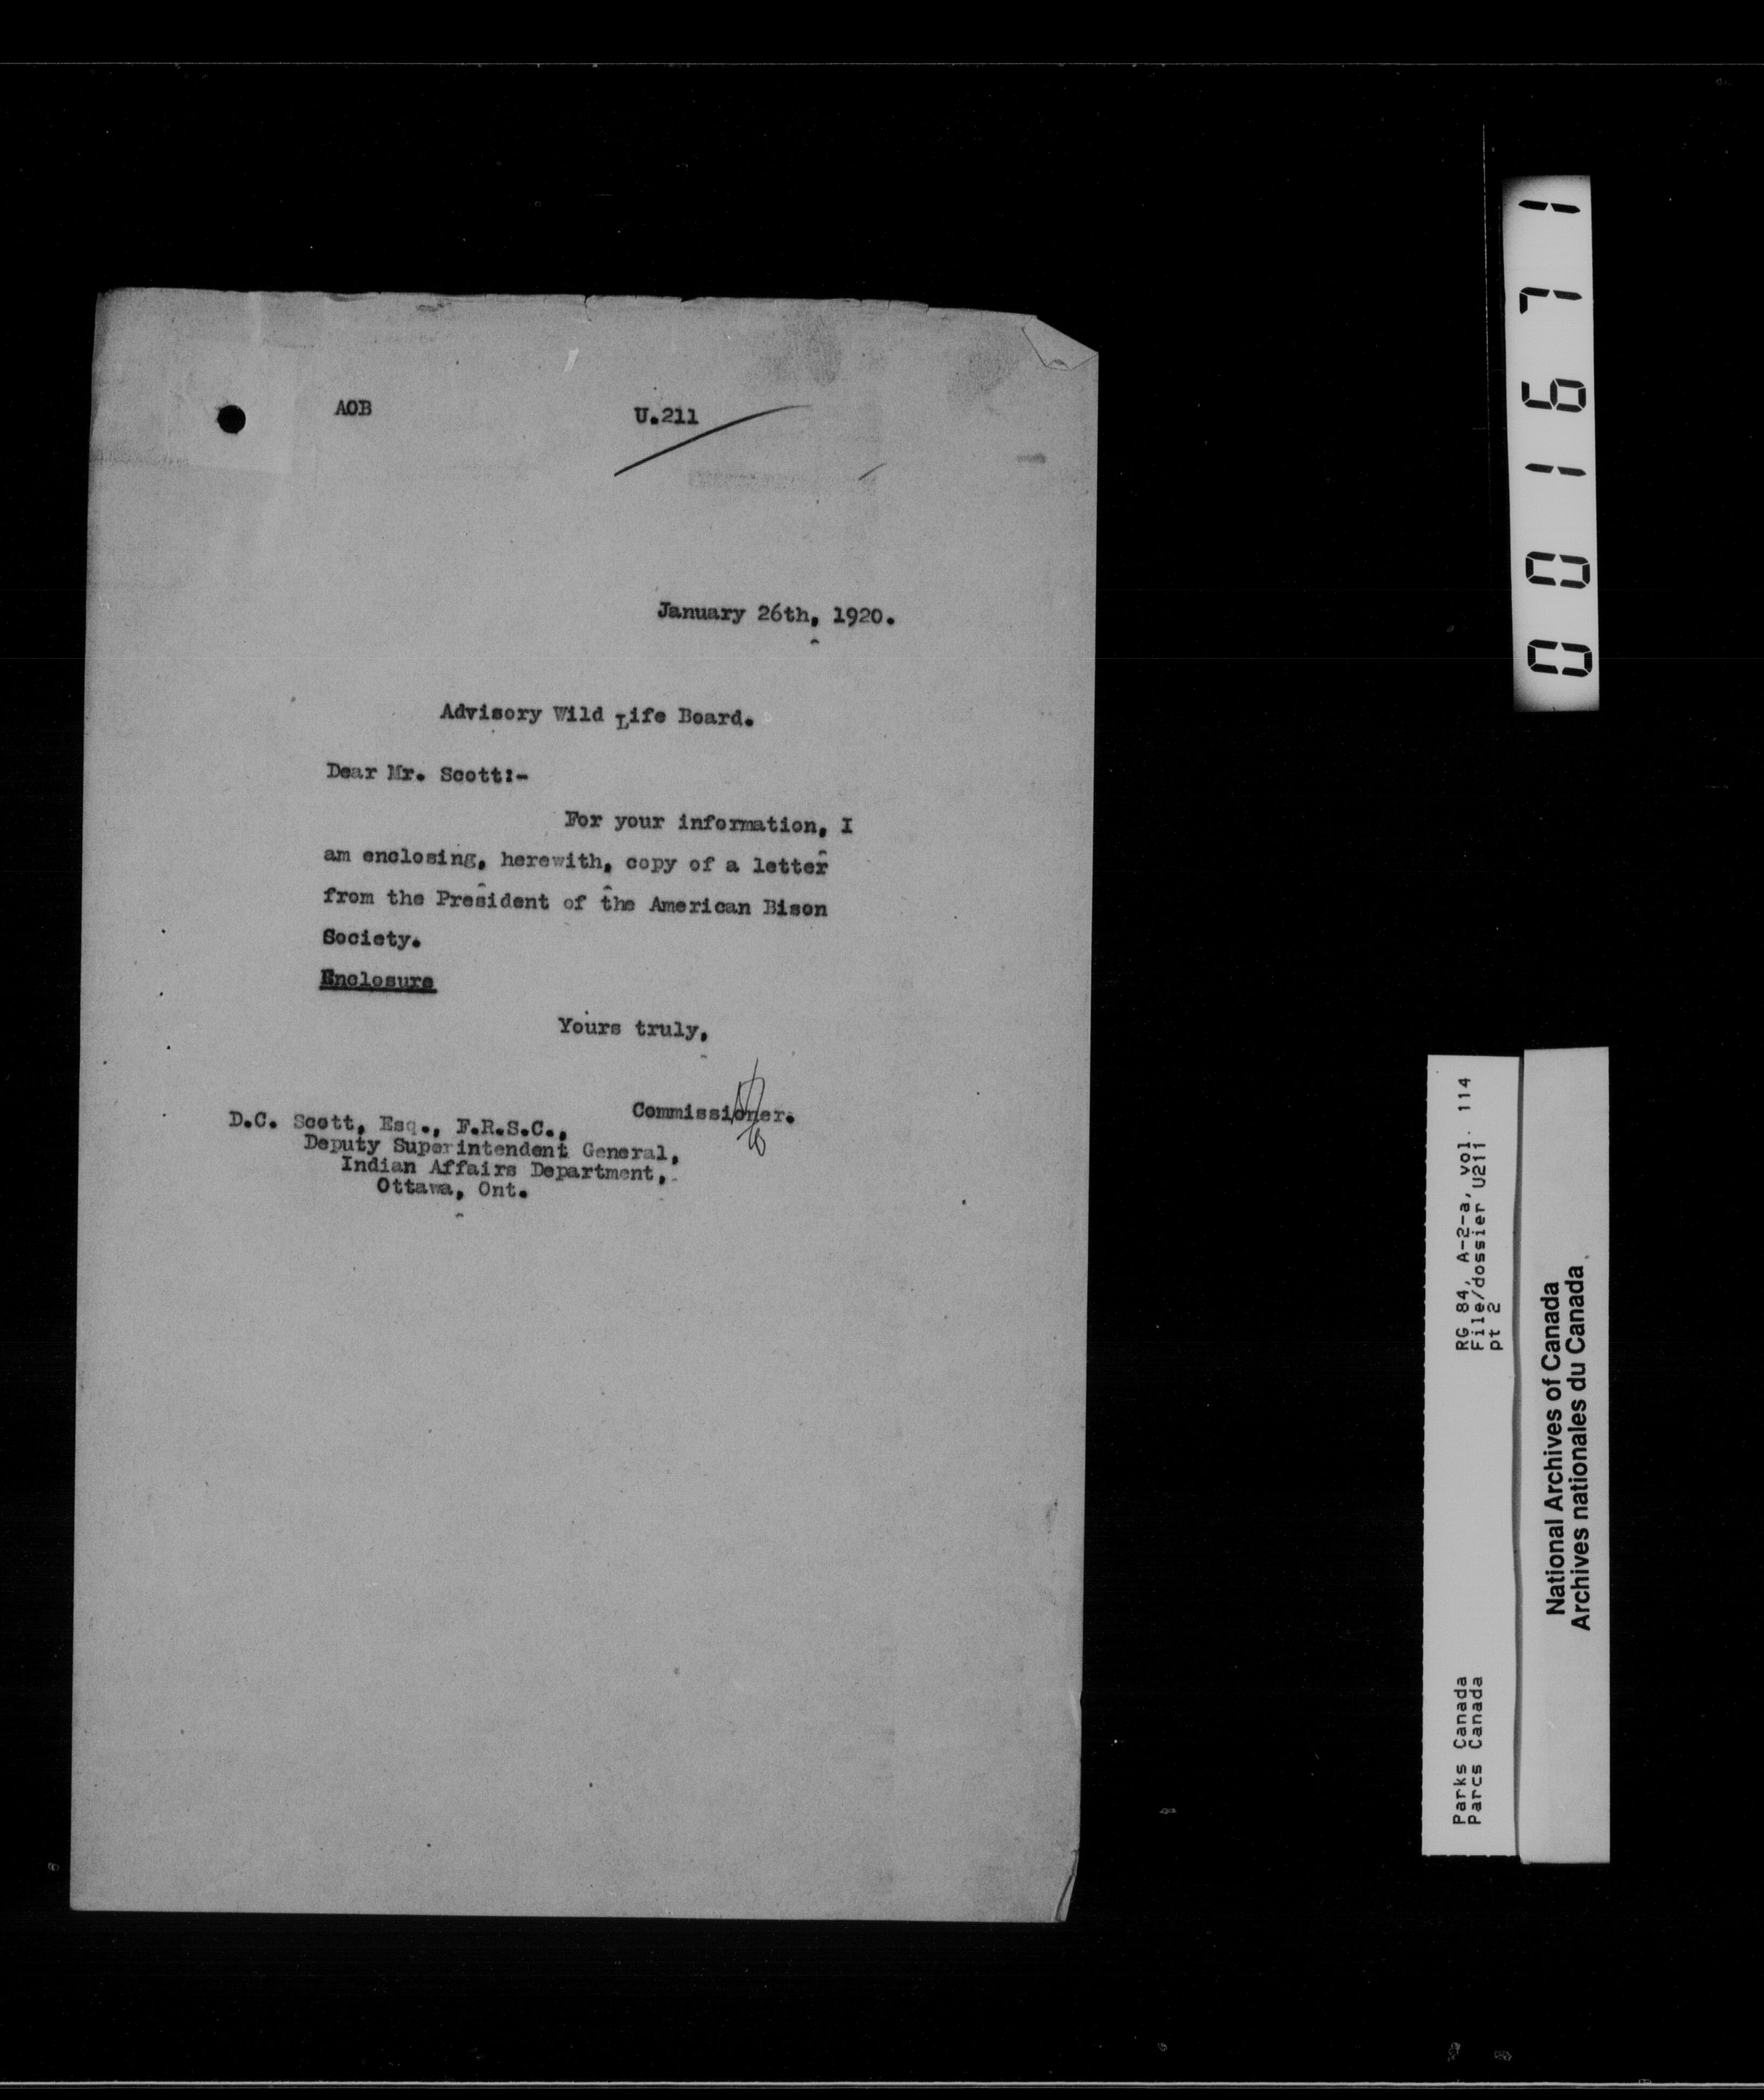 AOB U.211
January 26th, 1920.
Advisory Wild Life Board.
Dear Mr. Scott:-
For your information, I
am enclosing, herewith, copy of a letter
from the President of the American Bison
Society.
Enclosure
Yours truly,
Commissioner.
D.C. Scott, Esq., F.R.S.C.,
Deputy Superintendent General,
Indian Affairs Department,
Ottawa, Ont.
001671
RG 84, A-2-a, vol. 114
File/dossier U211
pt 2
Parks Canada
Parcs Canada
National Archives of Canada
Archives nationales du Canada